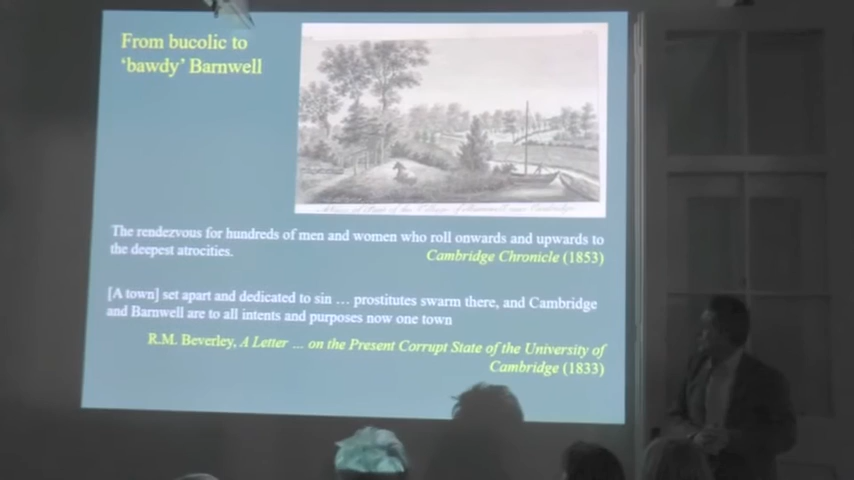 From bucolic to
‘bawdy’ Barnwell
The rendezvous for hundreds of men and women who roll onwards and upwards to
the deepest atrocities.
Cambridge Chronicle (1853)
[A town] set apart and dedicated to sin … prostitutes swarm there, and Cambridge
and Barnwell are to all intents and purposes now one town
R.M. Beverley, A Letter ... on the Present Corrupt State of the University of
Cambridge (1833)